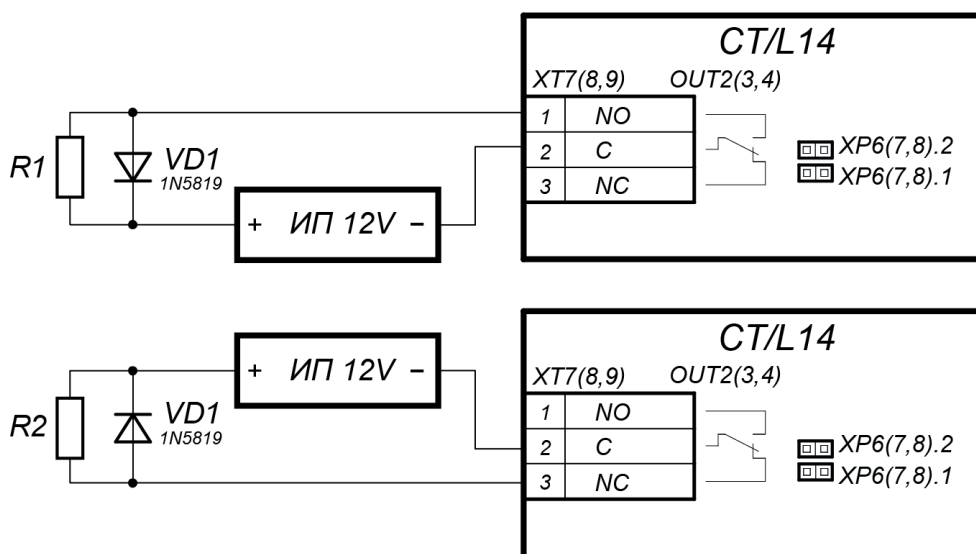 CT/L14
XT7(8,9) OUT2(3,4)
1 NO
2 C
3 NC
XP6(7,8).2
XP6(7,8).1
R1
VD1
1N5819
+ ИП 12V −
CT/L14
XT7(8,9) OUT2(3,4)
1 NO
2 C
3 NC
XP6(7,8).2
XP6(7,8).1
+ ИП 12V −
R2
VD1
1N5819